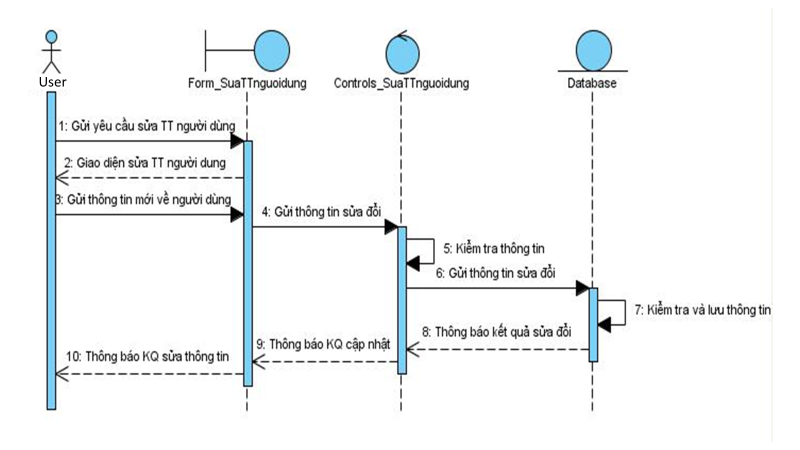 User
Form_SuaTTnguoidung
Controls_SuaTTnguoidung
Database
1: Gửi yêu cầu sửa TT người dùng
2: Giao diện sửa TT người dung
3: Gửi thông tin mới về người dùng
4: Gửi thông tin sửa đổi
5: Kiểm tra thông tin
6: Gửi thông tin sửa đổi
7: Kiểm tra và lưu thông tin
8: Thông báo kết quả sửa đổi
9: Thông báo KQ cập nhật
10: Thông báo KQ sửa thông tin